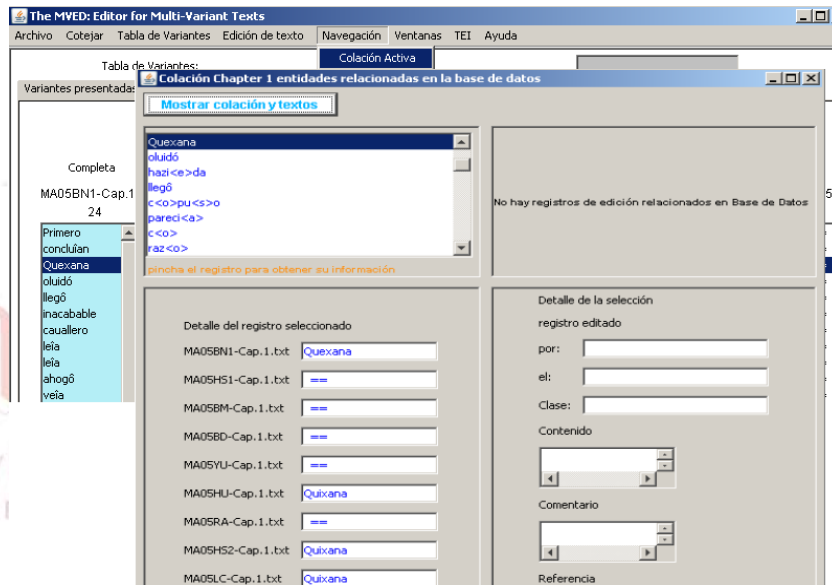 The MVED: Editor for Multi-Variant Texts
Archivo Cotejar Tabla de Variantes Edición de texto Navegación Ventanas TEI Ayuda
Colación Activa
Tabla de Variantes:
Variantes presentadas
Completa
MA05BN1-Cap.1
24
Primero
concluîan
Quexana
oluidó
llegô
inacabable
cauallero
leîa
leîa
ahogô
veîa
Colación Chapter 1 entidades relacionadas en la base de datos
Mostrar colación y textos
Quexana
oluidó
hazi<e>da
llegô
c<o>pu<s>o
pareci<a>
c<o>
raz<o>
pincha el registro para obtener su información
No hay registros de edición relacionados en Base de Datos
Detalle del registro seleccionado
MA05BN1-Cap.1.txt Quexana
MA05HS1-Cap.1.txt ==
MA05BM-Cap.1.txt ==
MA05BD-Cap.1.txt ==
MA05YU-Cap.1.txt ==
MA05HU-Cap.1.txt Quixana
MA05RA-Cap.1.txt ==
MA05HS2-Cap.1.txt Quixana
MA05LC-Cap.1.txt Quixana
Detalle de la selección
registro editado
por:
el:
Clase:
Contenido
Comentario
Referencia
5